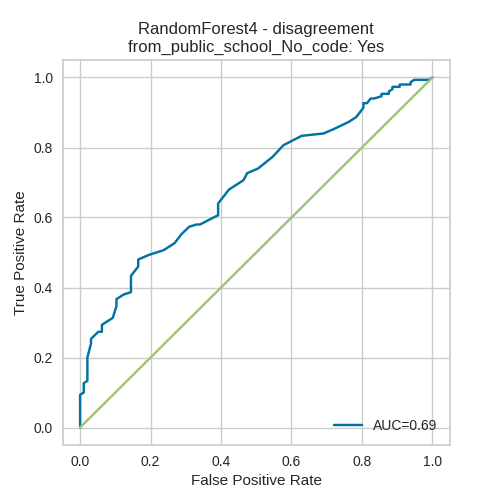 RandomForest4 - disagreement
from_public_school_No_code: Yes
True Positive Rate
1.0
0.8
0.6
0.4
0.2
0.0
AUC=0.69
0.0 0.2 0.4 0.6 0.8 1.0
False Positive Rate